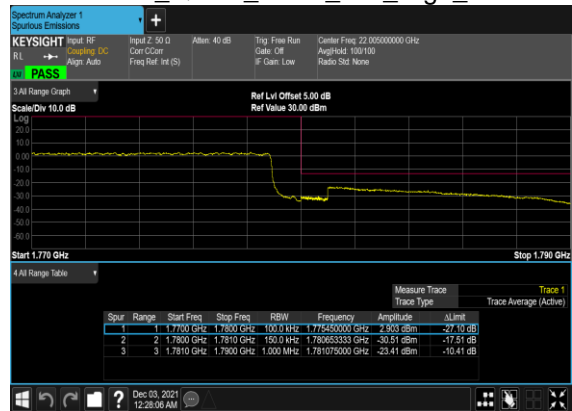 Spectrum Analyzer 1
Spurious Emissions
KEYSIGHT Input: RF Input Z: 50 Ω Atten: 40 dB Trig: Free Run Center Freq: 22.005000000 GHz
RL Coupling: DC Corr CCorr Gate: Off Avg|Hold: 100/100
Align: Auto Freq Ref: Int (S) IF Gain: Low Radio Std: None
PASS
3 All Range Graph
Ref Lvl Offset 5.00 dB
Scale/Div 10.0 dB Ref Value 30.00 dBm
Log
20.0
10.0
0.00
-10.0
-20.0
-30.0
-40.0
-50.0
-60.0
Start 1.770 GHz Stop 1.790 GHz
4 All Range Table
Measure Trace Trace 1
Trace Type Trace Average (Active)
Spur Range Start Freq Stop Freq RBW Frequency Amplitude ΔLimit
1 1 1.7700 GHz 1.7800 GHz 100.0 kHz 1.775450000 GHz 2.903 dBm -27.10 dB
2 2 1.7800 GHz 1.7810 GHz 150.0 kHz 1.780653333 GHz -30.51 dBm -17.51 dB
3 3 1.7810 GHz 1.7900 GHz 1.000 MHz 1.781075000 GHz -23.41 dBm -10.41 dB
? Dec 03, 2021
12:28:06 AM